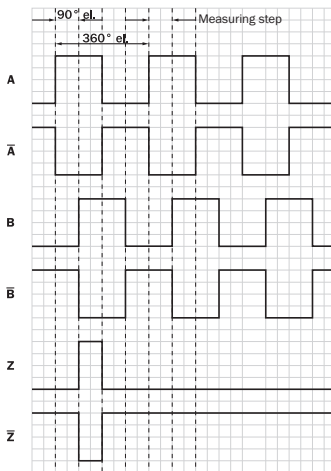 90° el. Measuring step
360° el.
A
A̅
B
B̅
Z
Z̅